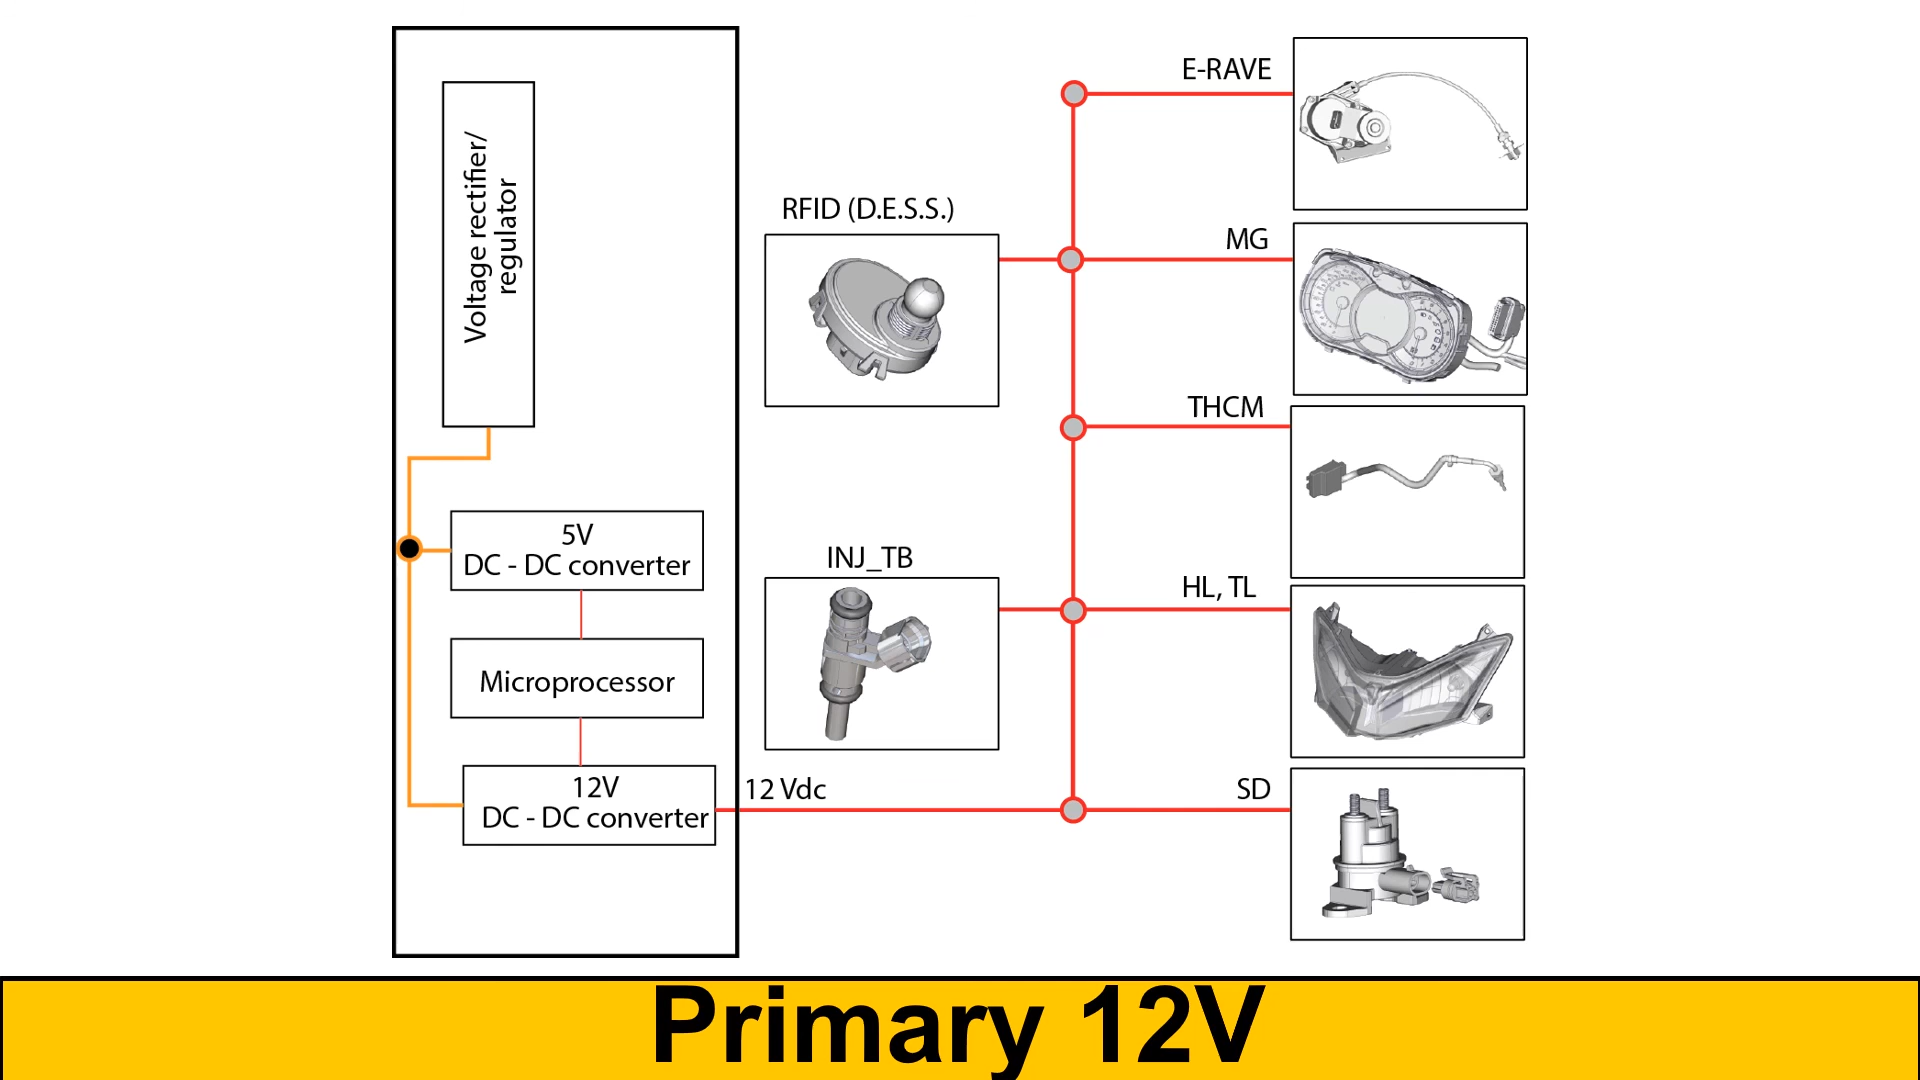 Voltage rectifier/
regulator
5V
DC - DC converter
Microprocessor
12V
DC - DC converter
12 Vdc
RFID (D.E.S.S.)
INJ_TB
E-RAVE
MG
THCM
HL, TL
SD
Primary 12V